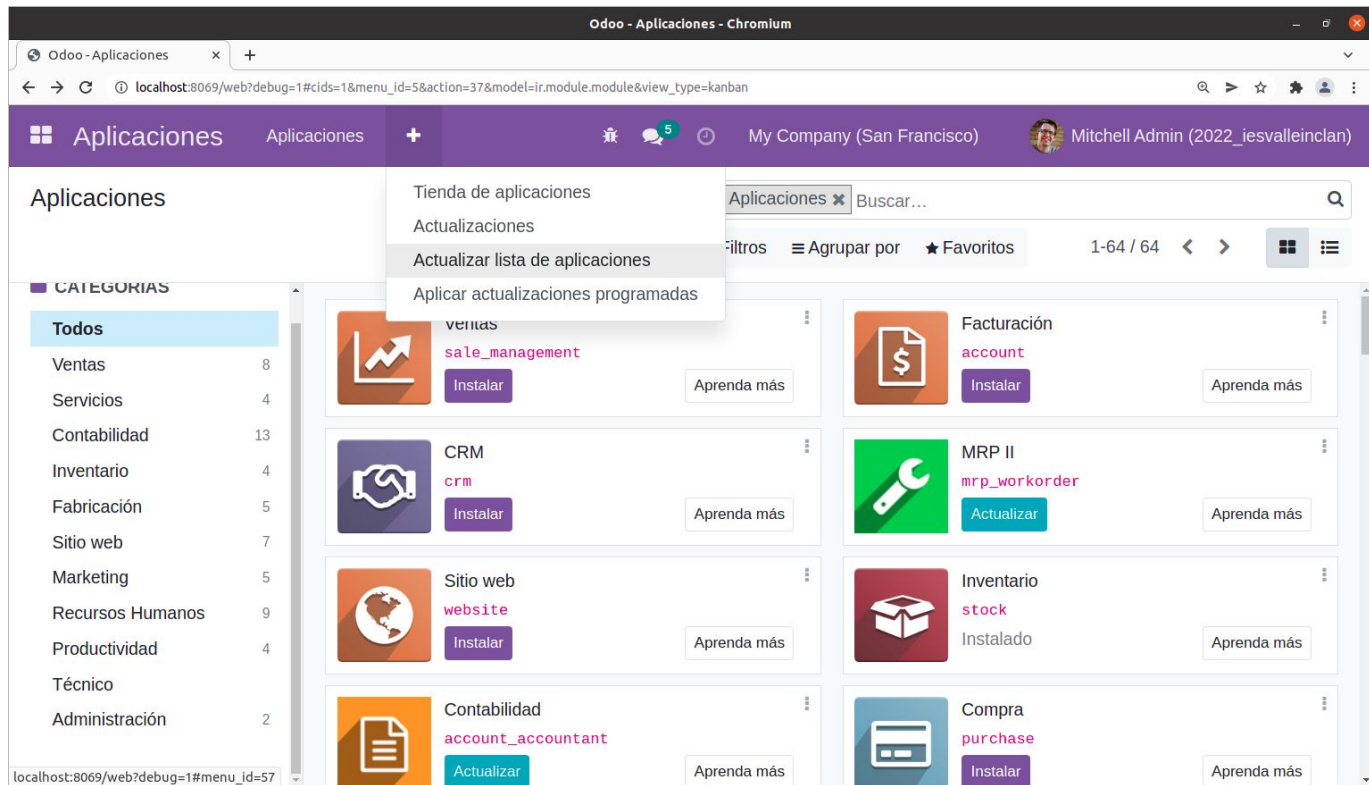 Odoo - Aplicaciones - Chromium
Odoo - Aplicaciones
localhost:8069/web?debug=1#cids=1&menu_id=5&action=37&model=ir.module.module&view_type=kanban
Aplicaciones Aplicaciones 5 My Company (San Francisco) Mitchell Admin (2022_iesvalleinclan)
Aplicaciones
Tienda de aplicaciones
Actualizaciones
Actualizar lista de aplicaciones
Aplicar actualizaciones programadas
Aplicaciones Buscar...
Filtros Agrupar por Favoritos 1-64 / 64
CATEGORÍAS
Todos
Ventas 8
Servicios 4
Contabilidad 13
Inventario 4
Fabricación 5
Sitio web 7
Marketing 5
Recursos Humanos 9
Productividad 4
Técnico
Administración 2
Ventas
sale_management
Instalar Aprenda más
Facturación
account
Instalar Aprenda más
CRM
crm
Instalar Aprenda más
MRP II
mrp_workorder
Actualizar Aprenda más
Sitio web
website
Instalar Aprenda más
Inventario
stock
Instalado Aprenda más
Contabilidad
account_accountant
Actualizar Aprenda más
Compra
purchase
Instalar Aprenda más
localhost:8069/web?debug=1#menu_id=57